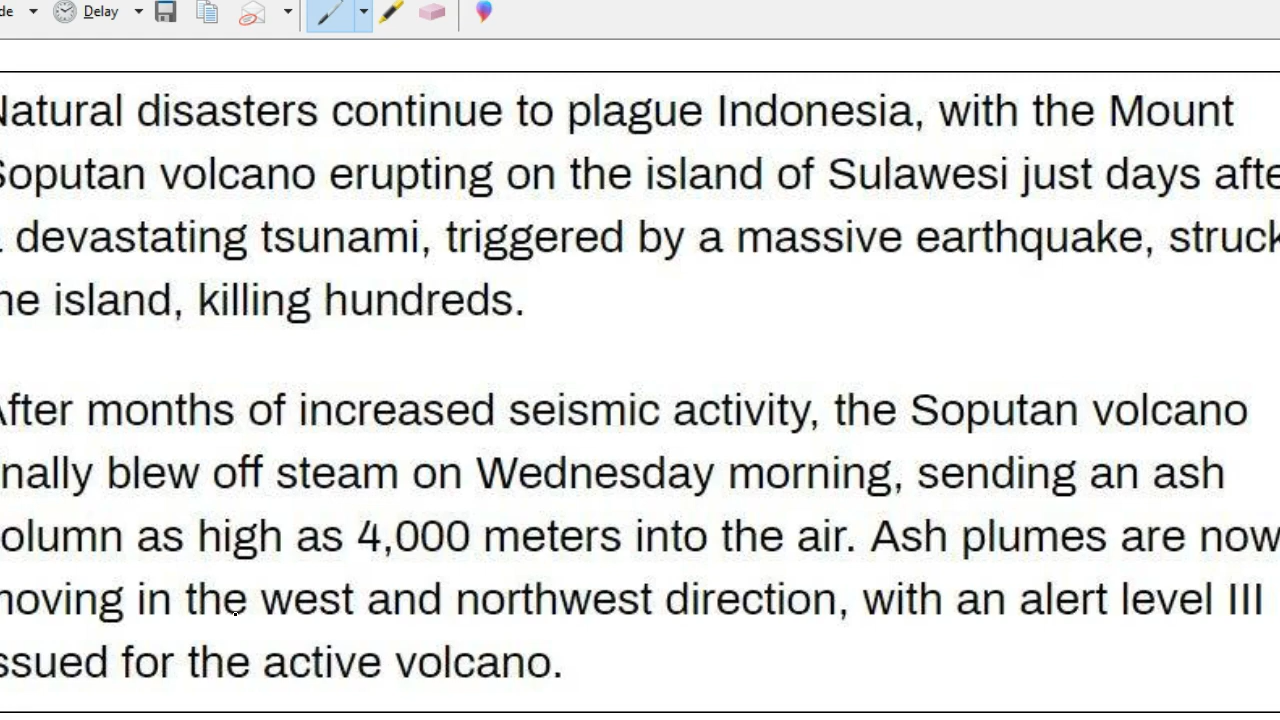 de Delay
Natural disasters continue to plague Indonesia, with the Mount
Soputan volcano erupting on the island of Sulawesi just days afte
a devastating tsunami, triggered by a massive earthquake, struck
he island, killing hundreds.
After months of increased seismic activity, the Soputan volcano
inally blew off steam on Wednesday morning, sending an ash
olumn as high as 4,000 meters into the air. Ash plumes are now
moving in the west and northwest direction, with an alert level III
ssued for the active volcano.